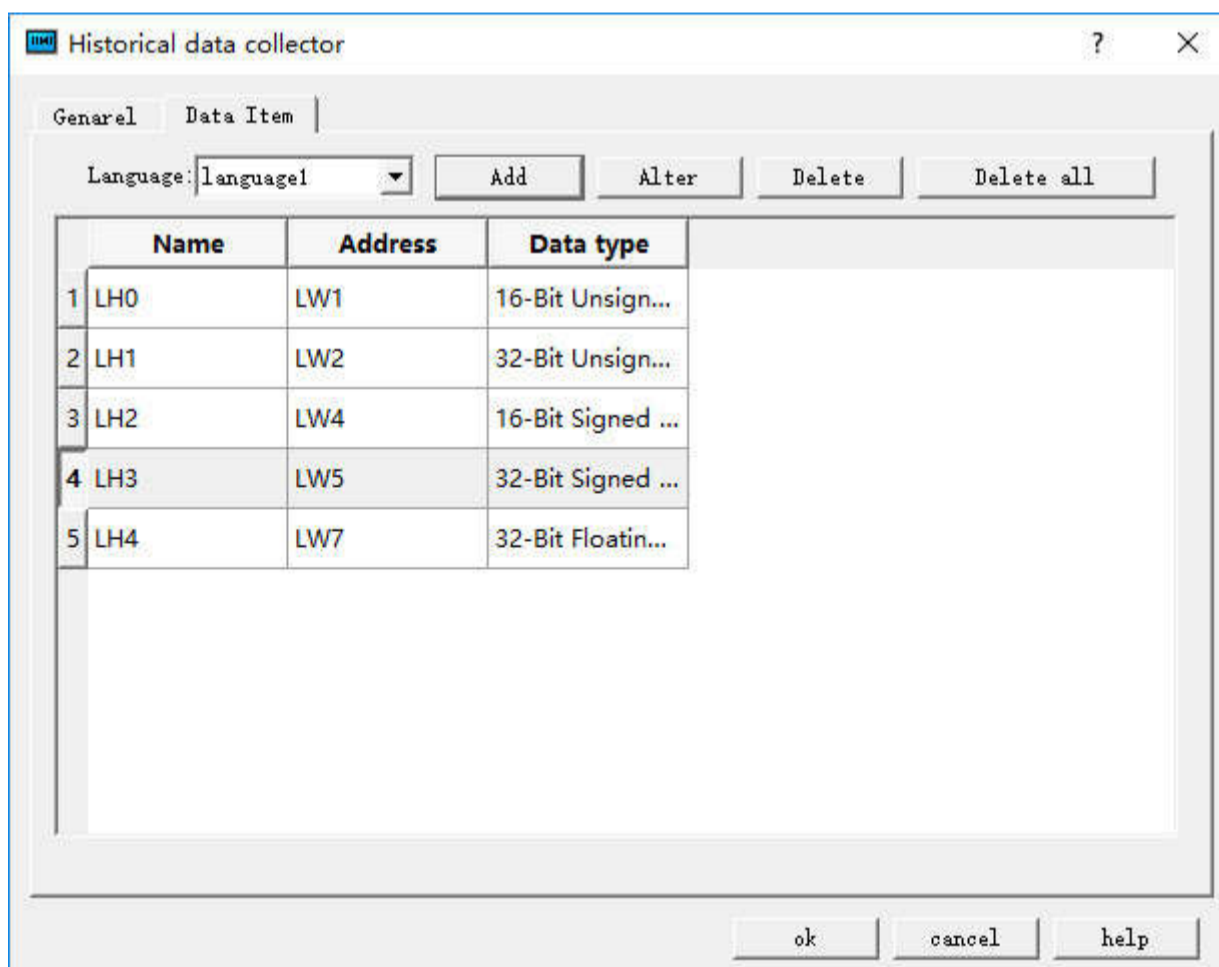 Historical data collector ? ×
Genarel Data Item
Language: language1 Add Alter Delete Delete all
Name Address Data type
1 LH0 LW1 16-Bit Unsign...
2 LH1 LW2 32-Bit Unsign...
3 LH2 LW4 16-Bit Signed ...
4 LH3 LW5 32-Bit Signed ...
5 LH4 LW7 32-Bit Floatin...
ok cancel help